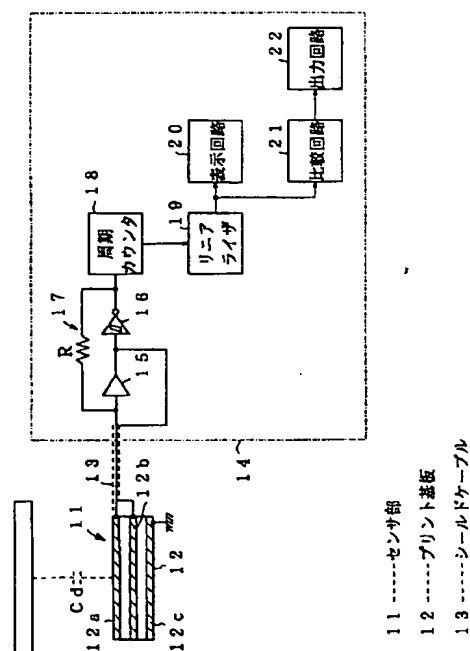 22
出力回路
20
表示回路
21
比較回路
18
周期
カウンタ
19
リニア
ライザ
17
R
16
15
13
14
11
12b
Cd
12a
12
12c
11 -----センサ部
12 -----プリント基板
13 -----シールドケーブル